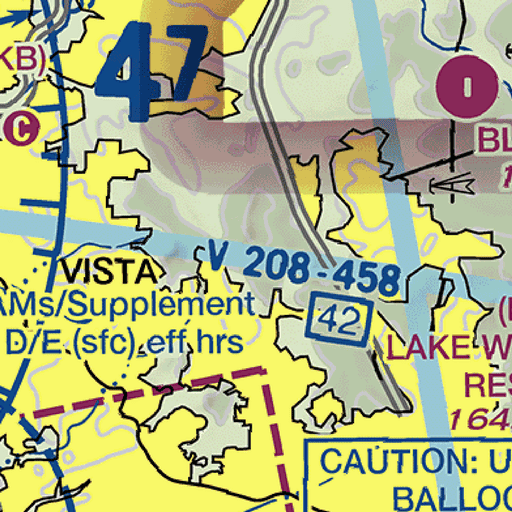 KB)
47
C
BL
1
VISTA
V 208-458
AMs/Supplement
D/E (sfc) eff hrs
42
LAKE W
RES
164
CAUTION: U
BALLOO